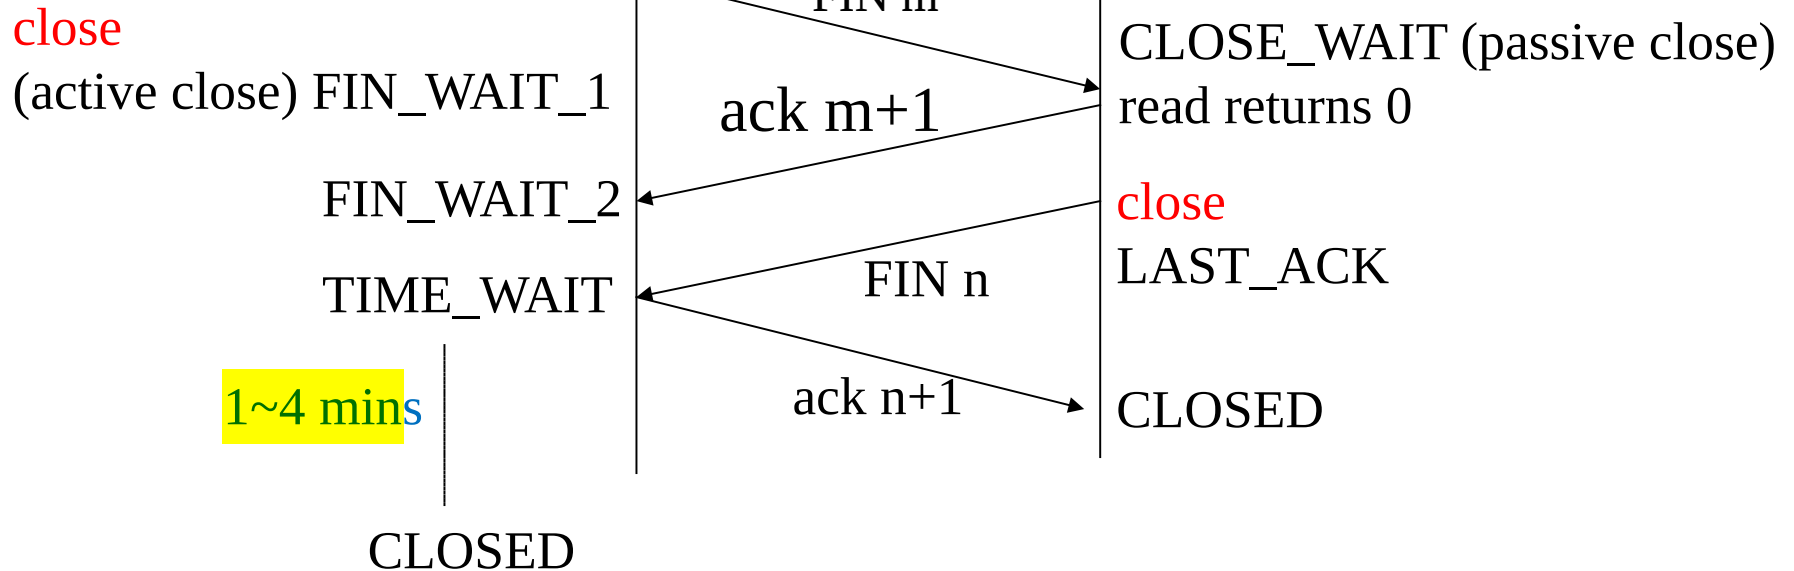 FIN m
close
(active close) FIN_WAIT_1
CLOSE_WAIT (passive close)
read returns 0
ack m+1
FIN_WAIT_2
close
LAST_ACK
FIN n
TIME_WAIT
1~4 mins
ack n+1
CLOSED
CLOSED